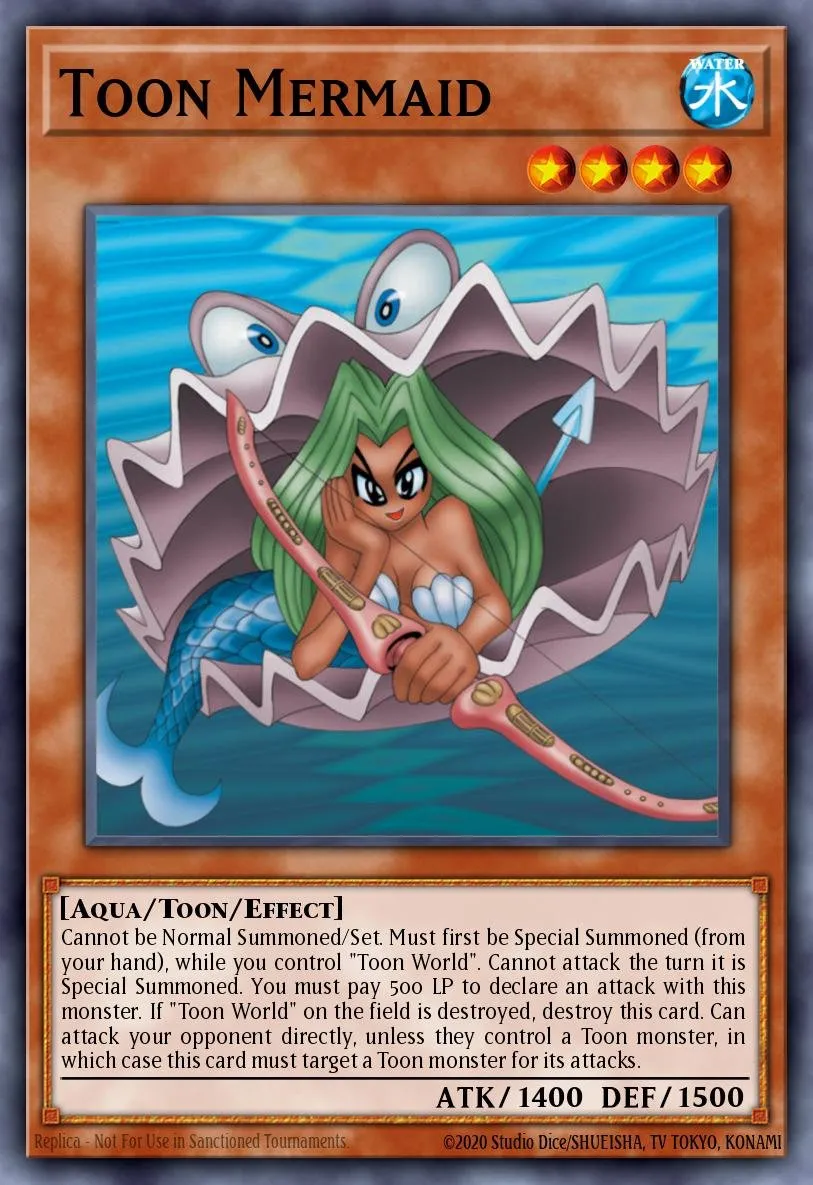 Toon Mermaid
WATER
水
[Aqua/Toon/Effect]
Cannot be Normal Summoned/Set. Must first be Special Summoned (from
your hand), while you control "Toon World". Cannot attack the turn it is
Special Summoned. You must pay 500 LP to declare an attack with this
monster. If "Toon World" on the field is destroyed, destroy this card. Can
attack your opponent directly, unless they control a Toon monster, in
which case this card must target a Toon monster for its attacks.
ATK/1400 DEF/1500
Replica - Not For Use in Sanctioned Tournaments.
©2020 Studio Dice/SHUEISHA, TV TOKYO, KONAMI